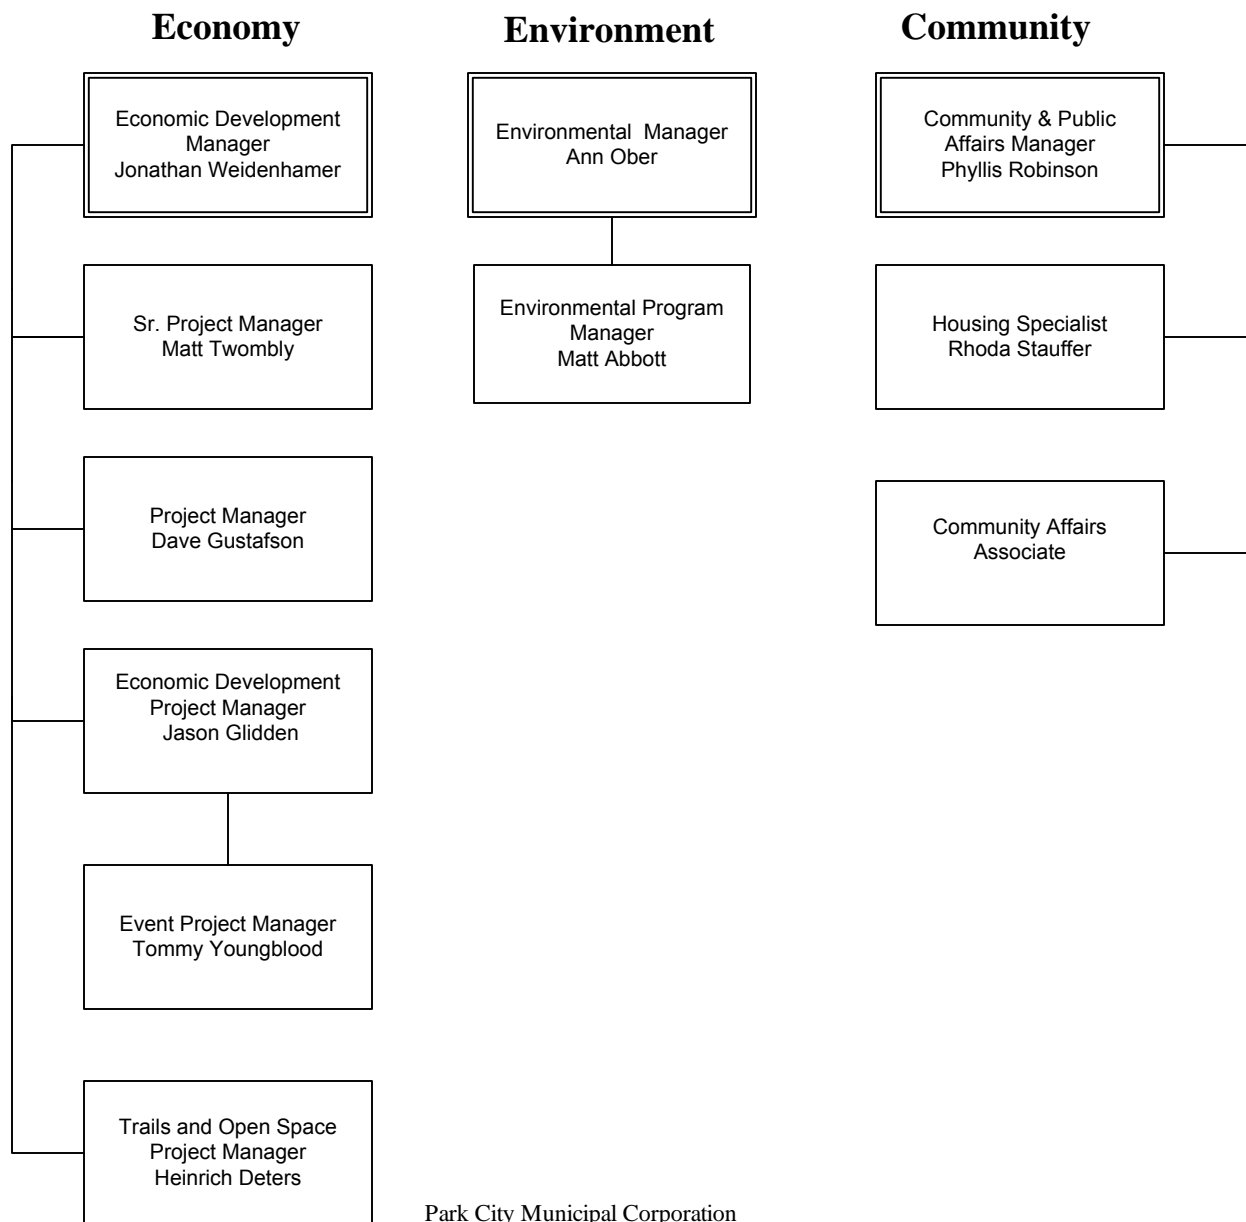 Economy
Economic Development
Manager
Jonathan Weidenhamer
Sr. Project Manager
Matt Twombly
Project Manager
Dave Gustafson
Economic Development
Project Manager
Jason Glidden
Event Project Manager
Tommy Youngblood
Trails and Open Space
Project Manager
Heinrich Deters
Environment
Environmental Manager
Ann Ober
Environmental Program
Manager
Matt Abbott
Community
Community & Public
Affairs Manager
Phyllis Robinson
Housing Specialist
Rhoda Stauffer
Community Affairs
Associate
Park City Municipal Corporation